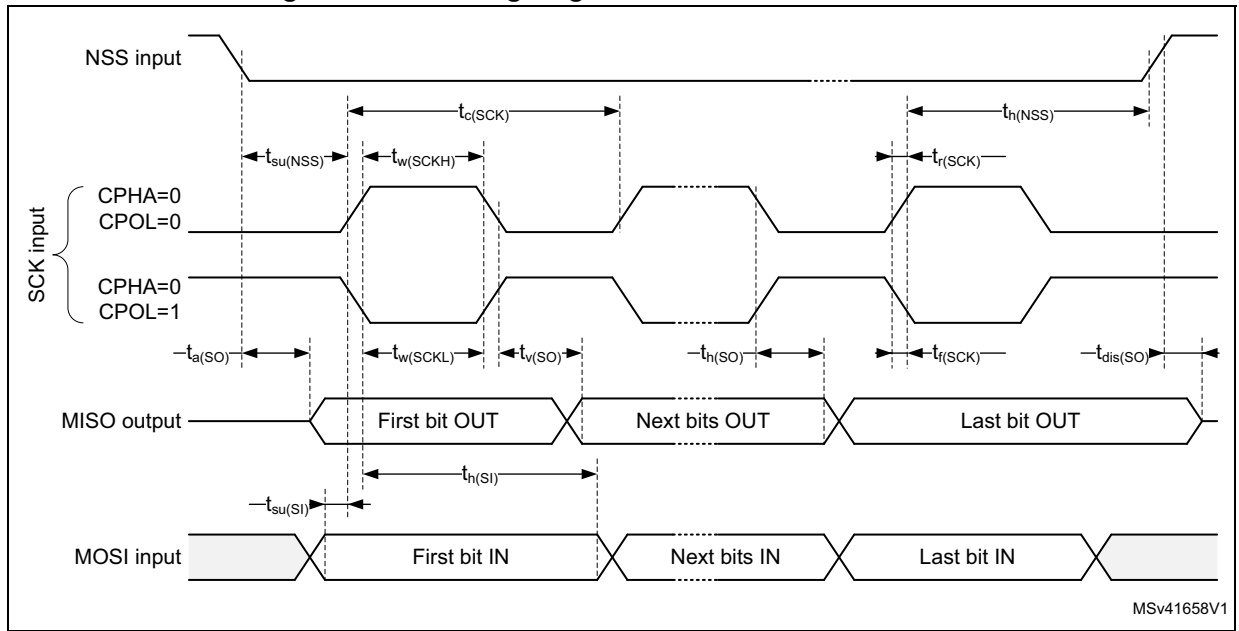 NSS input
tc(SCK)
th(NSS)
tsu(NSS)
tw(SCKH)
tr(SCK)
SCK input
CPHA=0
CPOL=0
CPHA=0
CPOL=1
ta(SO)
tw(SCKL)
tv(SO)
th(SO)
tf(SCK)
tdis(SO)
MISO output
First bit OUT
Next bits OUT
Last bit OUT
th(SI)
tsu(SI)
MOSI input
First bit IN
Next bits IN
Last bit IN
MSv41658V1